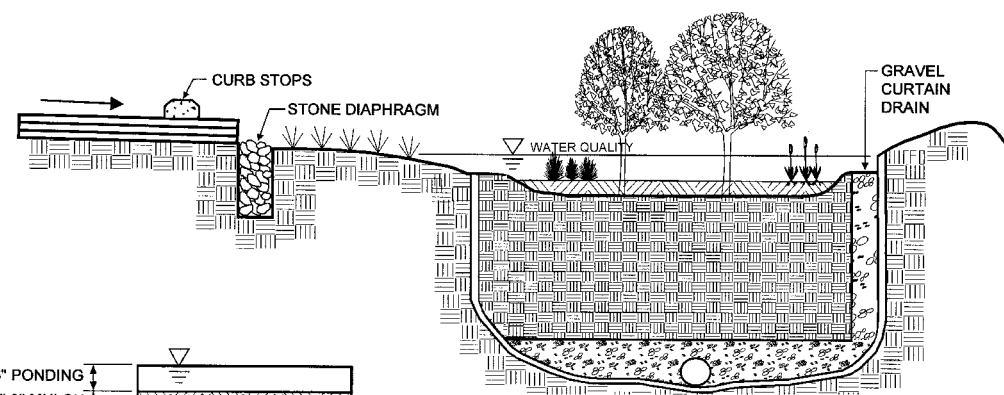 CURB STOPS
STONE DIAPHRAGM
GRAVEL
CURTAIN
DRAIN
WATER QUALITY
" PONDING